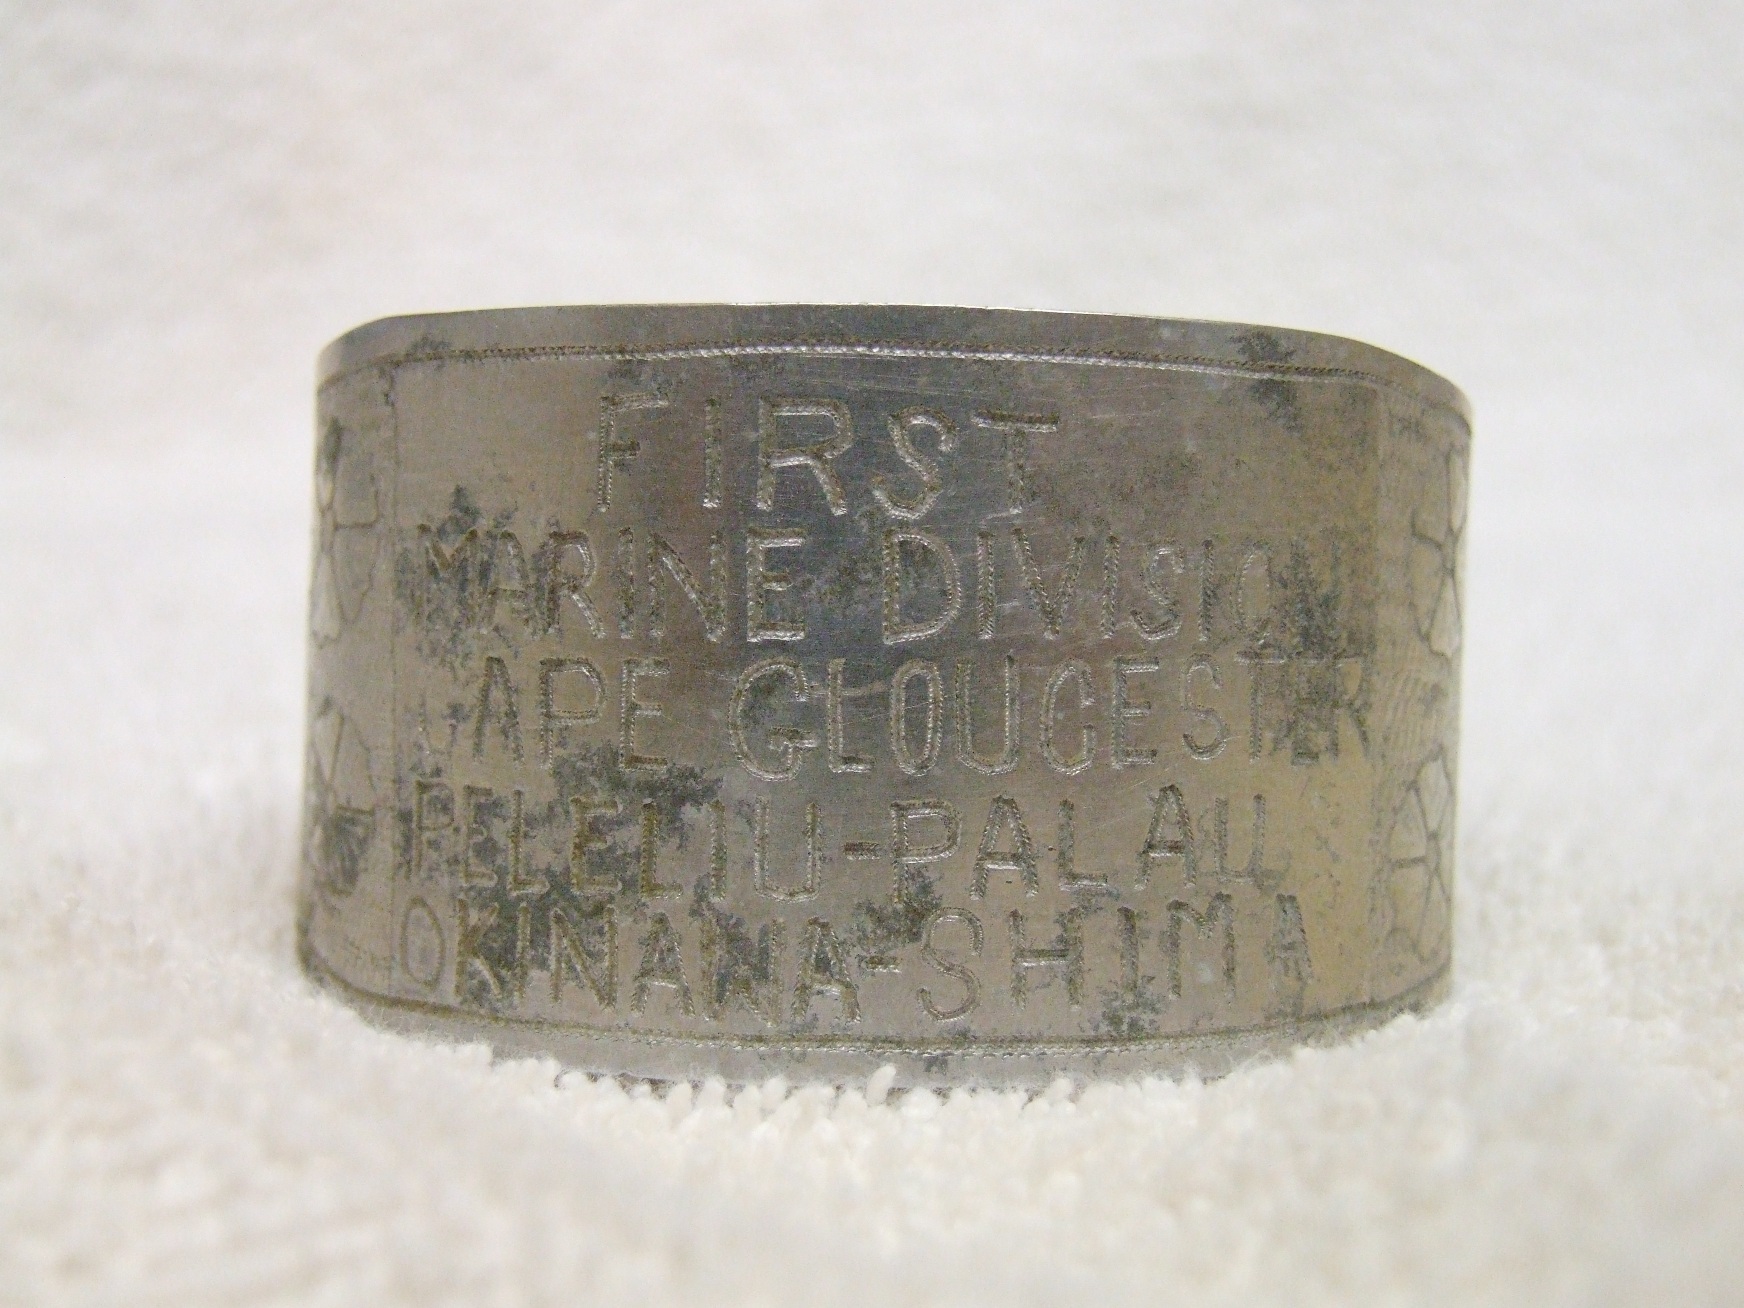 FIRST
MARINE DIVISION
CAPE GLOUCESTER
PELELIU-PALAU
OKINAWA-SHIMA